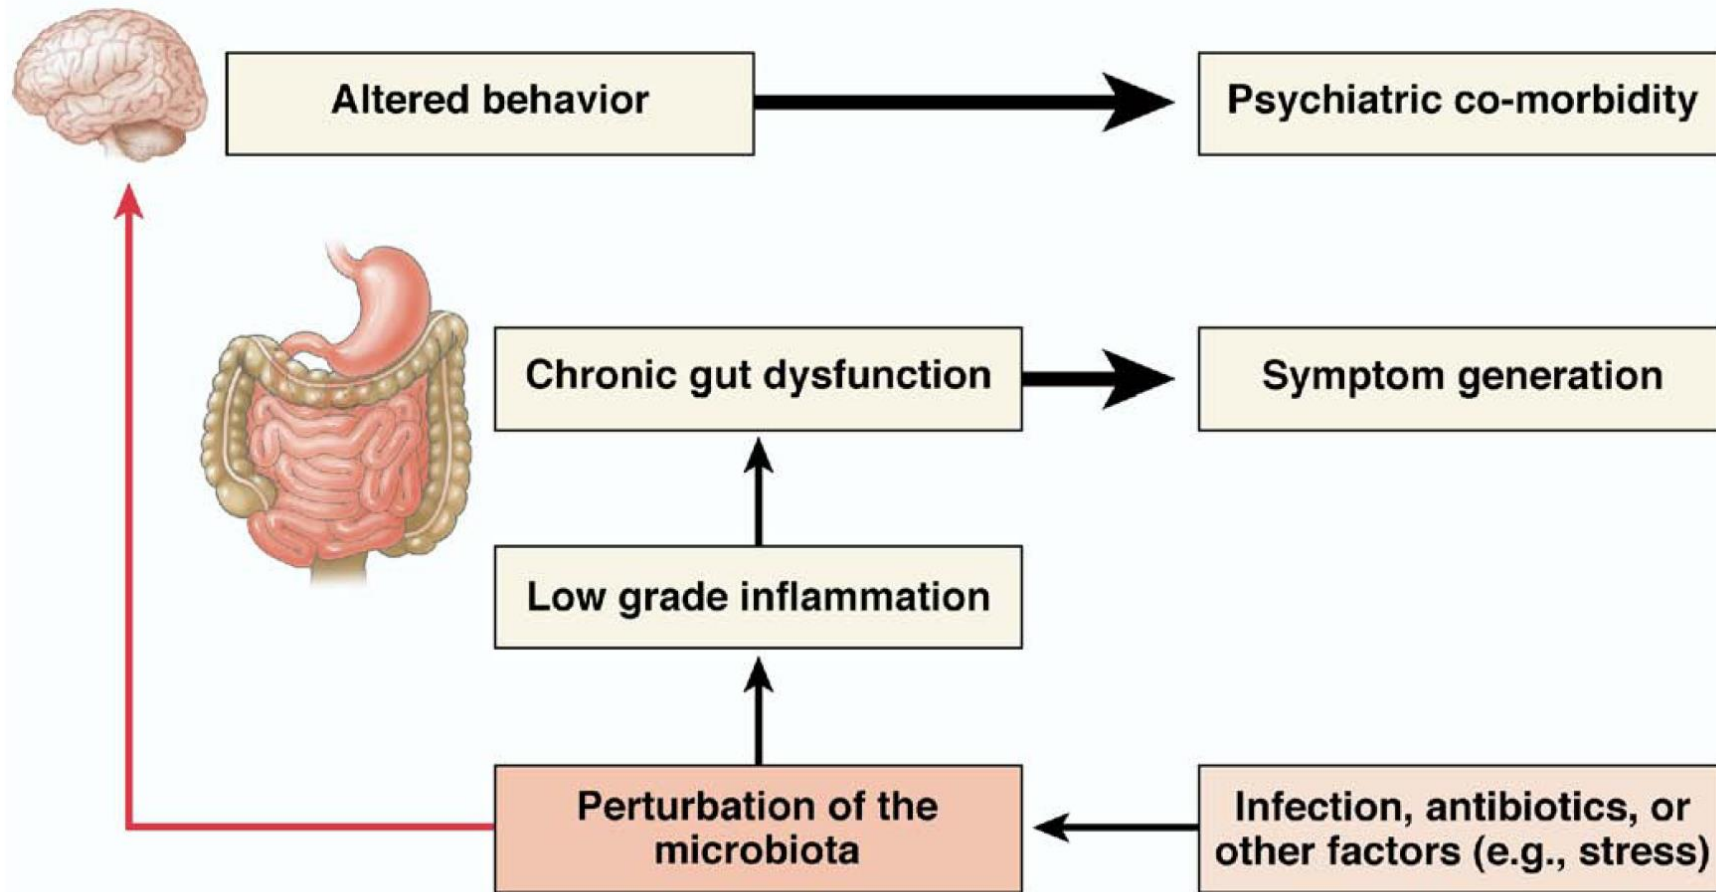 Altered behavior
Psychiatric co-morbidity
Chronic gut dysfunction
Symptom generation
Low grade inflammation
Perturbation of the
microbiota
Infection, antibiotics, or
other factors (e.g., stress)